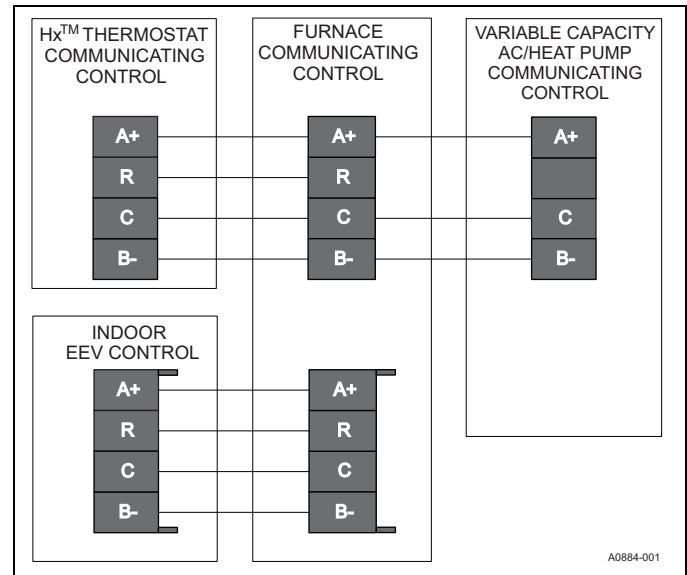 Hx™ THERMOSTAT
COMMUNICATING
CONTROL
A+
R
C
B-
FURNACE
COMMUNICATING
CONTROL
A+
R
C
B-
VARIABLE CAPACITY
AC/HEAT PUMP
COMMUNICATING
CONTROL
A+
C
B-
INDOOR
EEV CONTROL
A+
R
C
B-
A+
R
C
B-
A0884-001